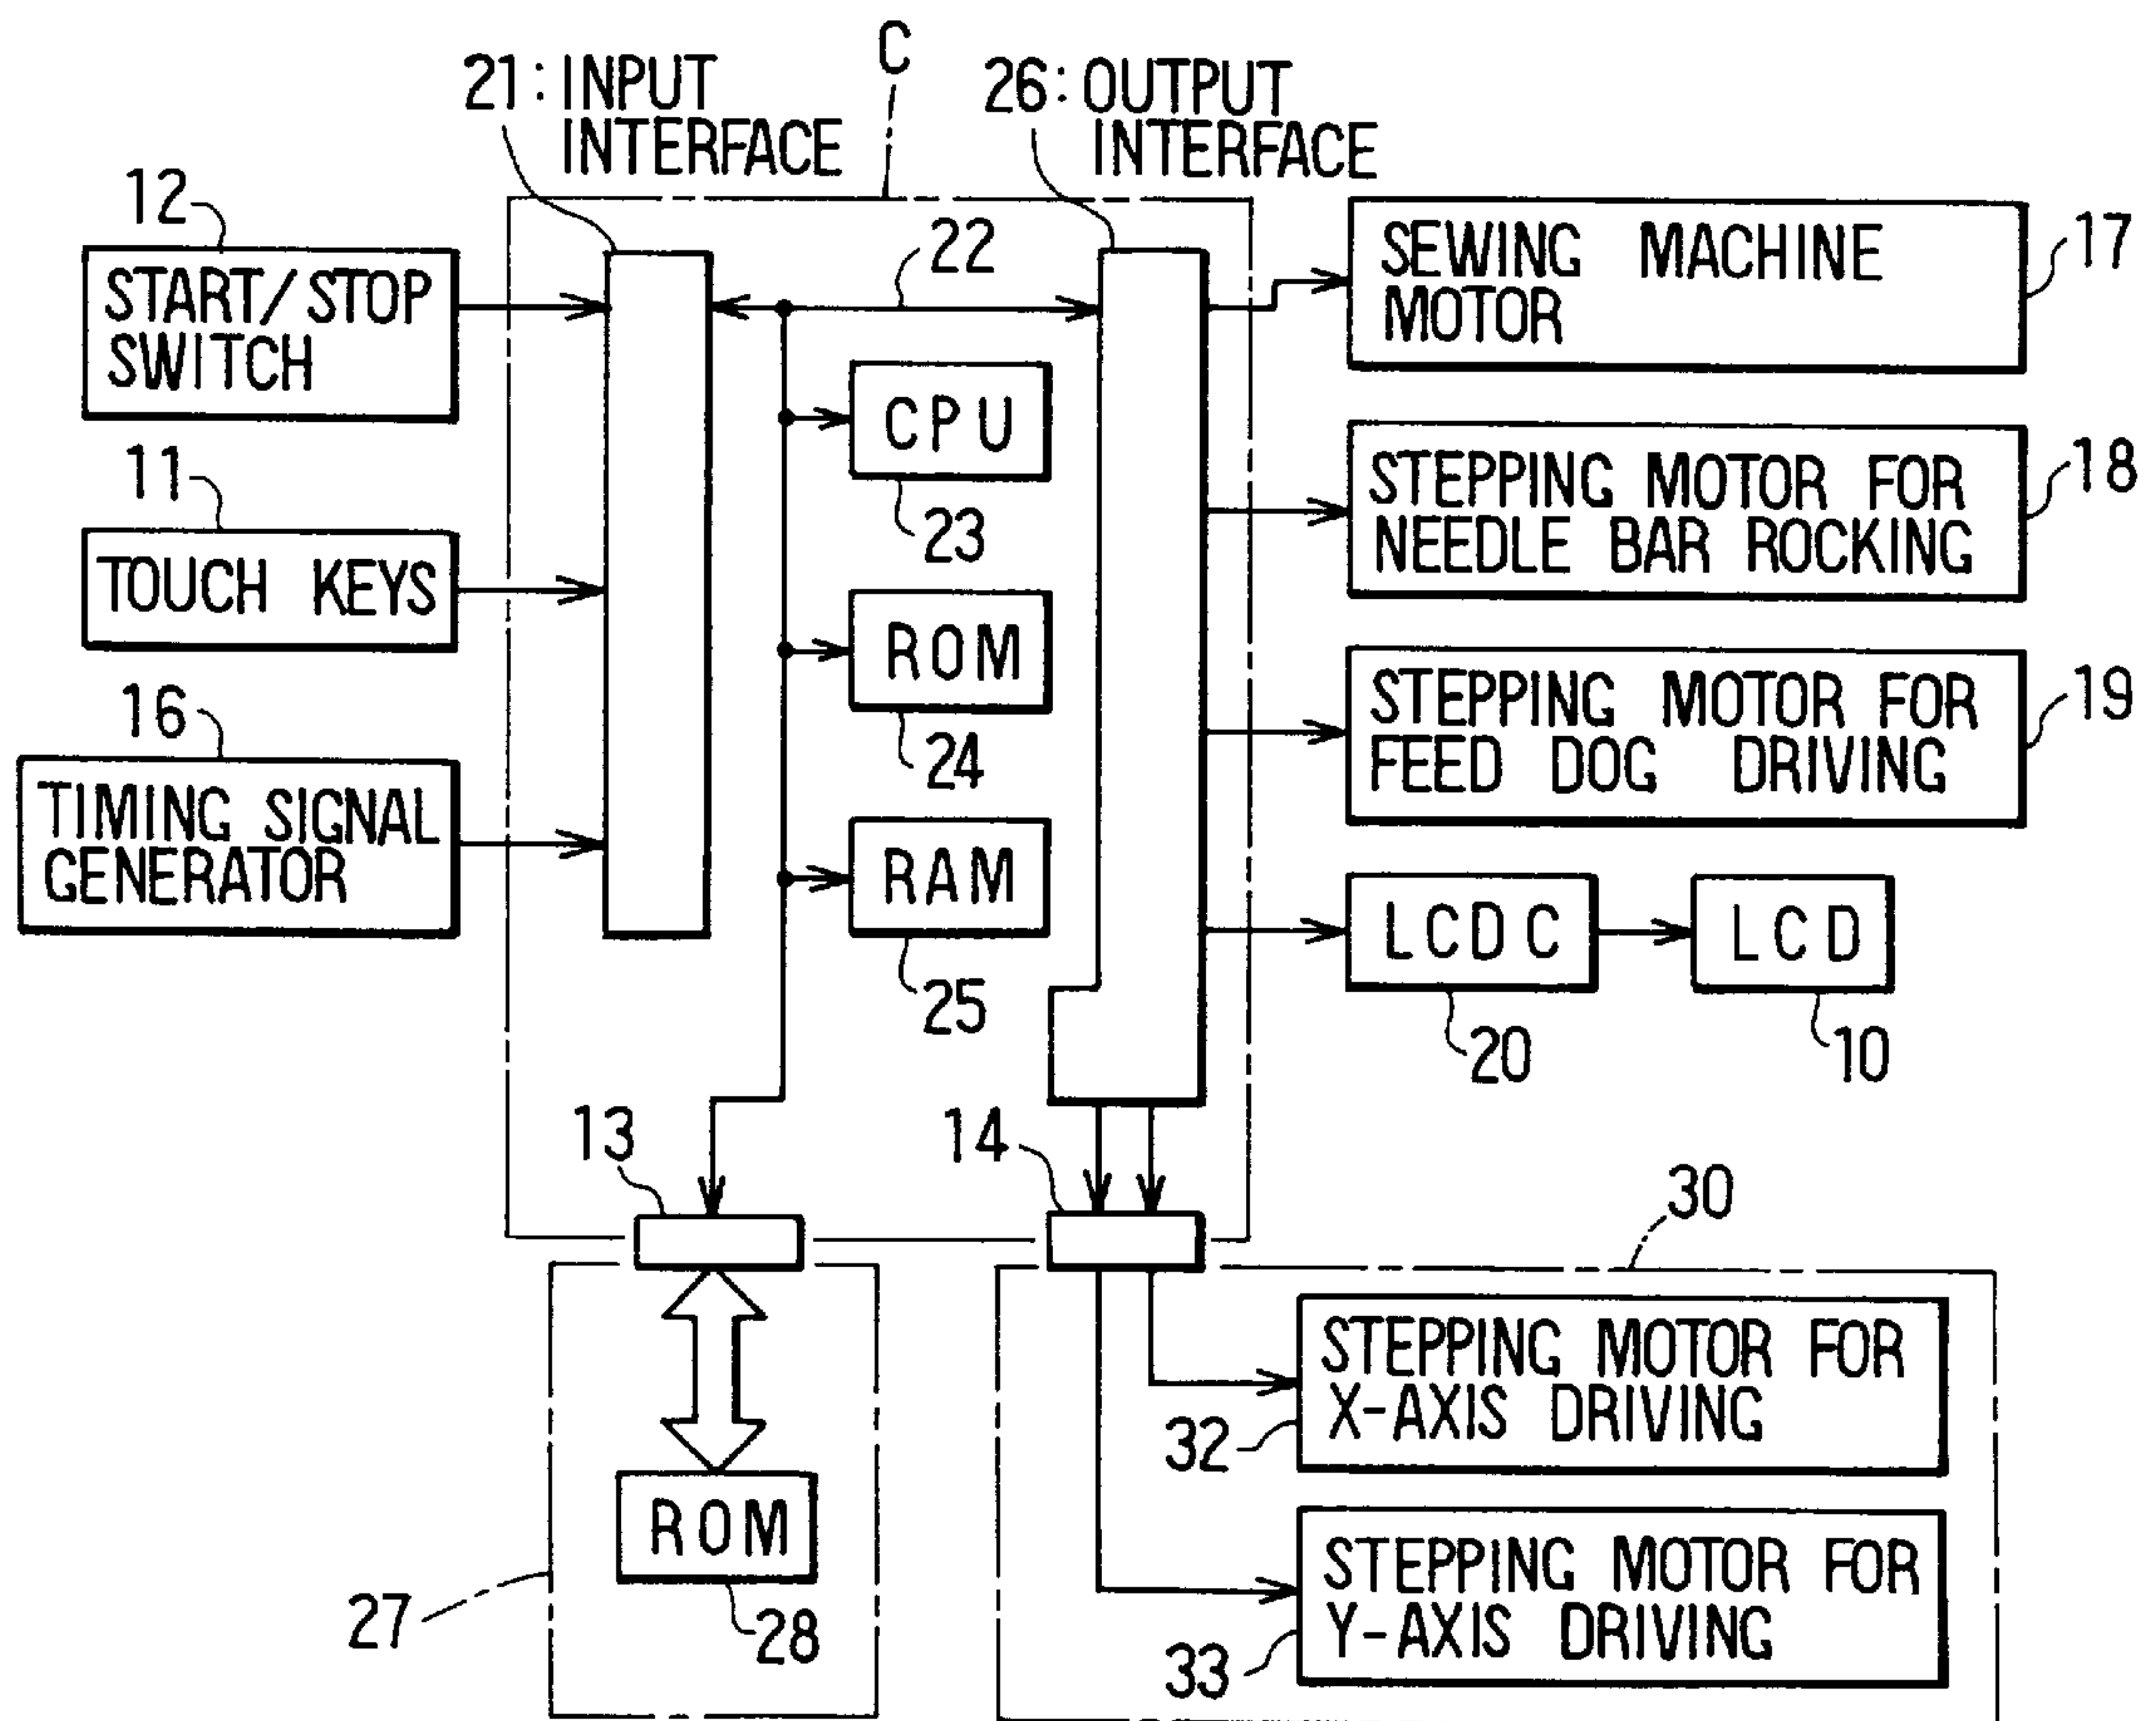 C
21: INPUT
INTERFACE
26: OUTPUT
INTERFACE
12
START/STOP
SWITCH
22
SEWING MACHINE
MOTOR
17
CPU
23
11
TOUCH KEYS
STEPPING MOTOR FOR
NEEDLE BAR ROCKING
18
ROM
24
16
TIMING SIGNAL
GENERATOR
STEPPING MOTOR FOR
FEED DOG DRIVING
19
RAM
25
LCDC
20
LCD
10
13
14
30
STEPPING MOTOR FOR
X-AXIS DRIVING
32
ROM
28
27
STEPPING MOTOR FOR
Y-AXIS DRIVING
33